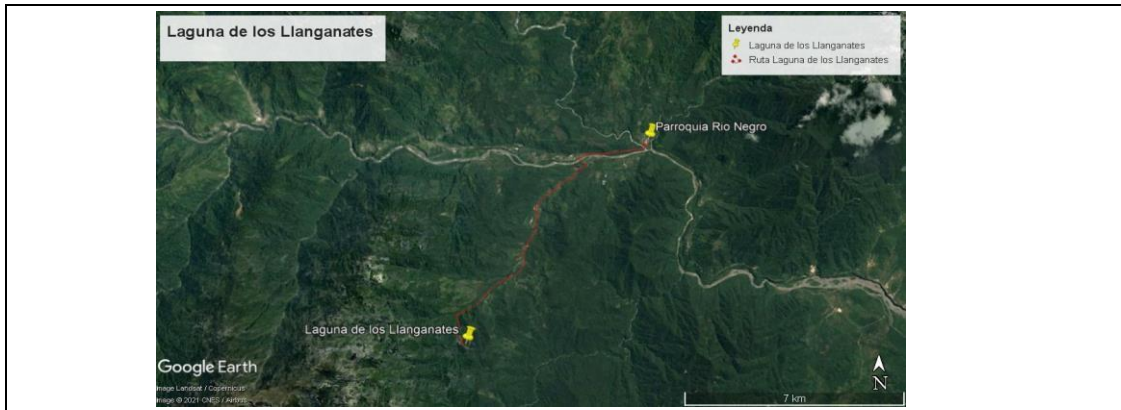 Laguna de los Llanganates
Leyenda
Laguna de los Llanganates
Ruta Laguna de los Llanganates
Parroquia Rio Negro
Laguna de los Llanganates
Google Earth
Image Landsat / Copernicus
Image © 2021 CNES / Airbus
N
7 km